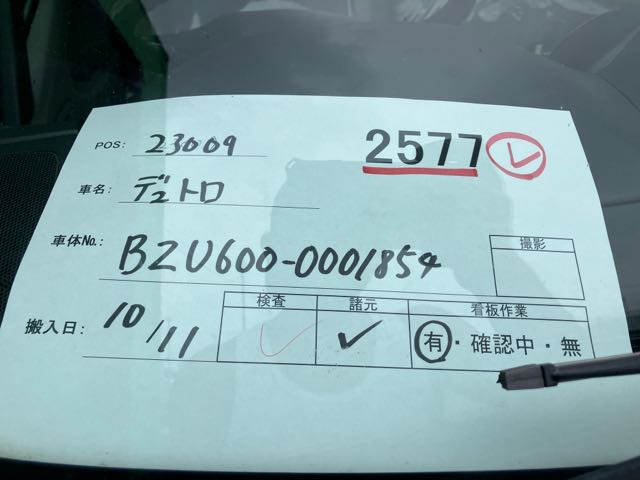 POS: 23009 2577
車名: デュトロ
車体No.: BZU600-0001854 撮影
検査 諸元 看板作業
搬入日: 10/11 有・確認中・無